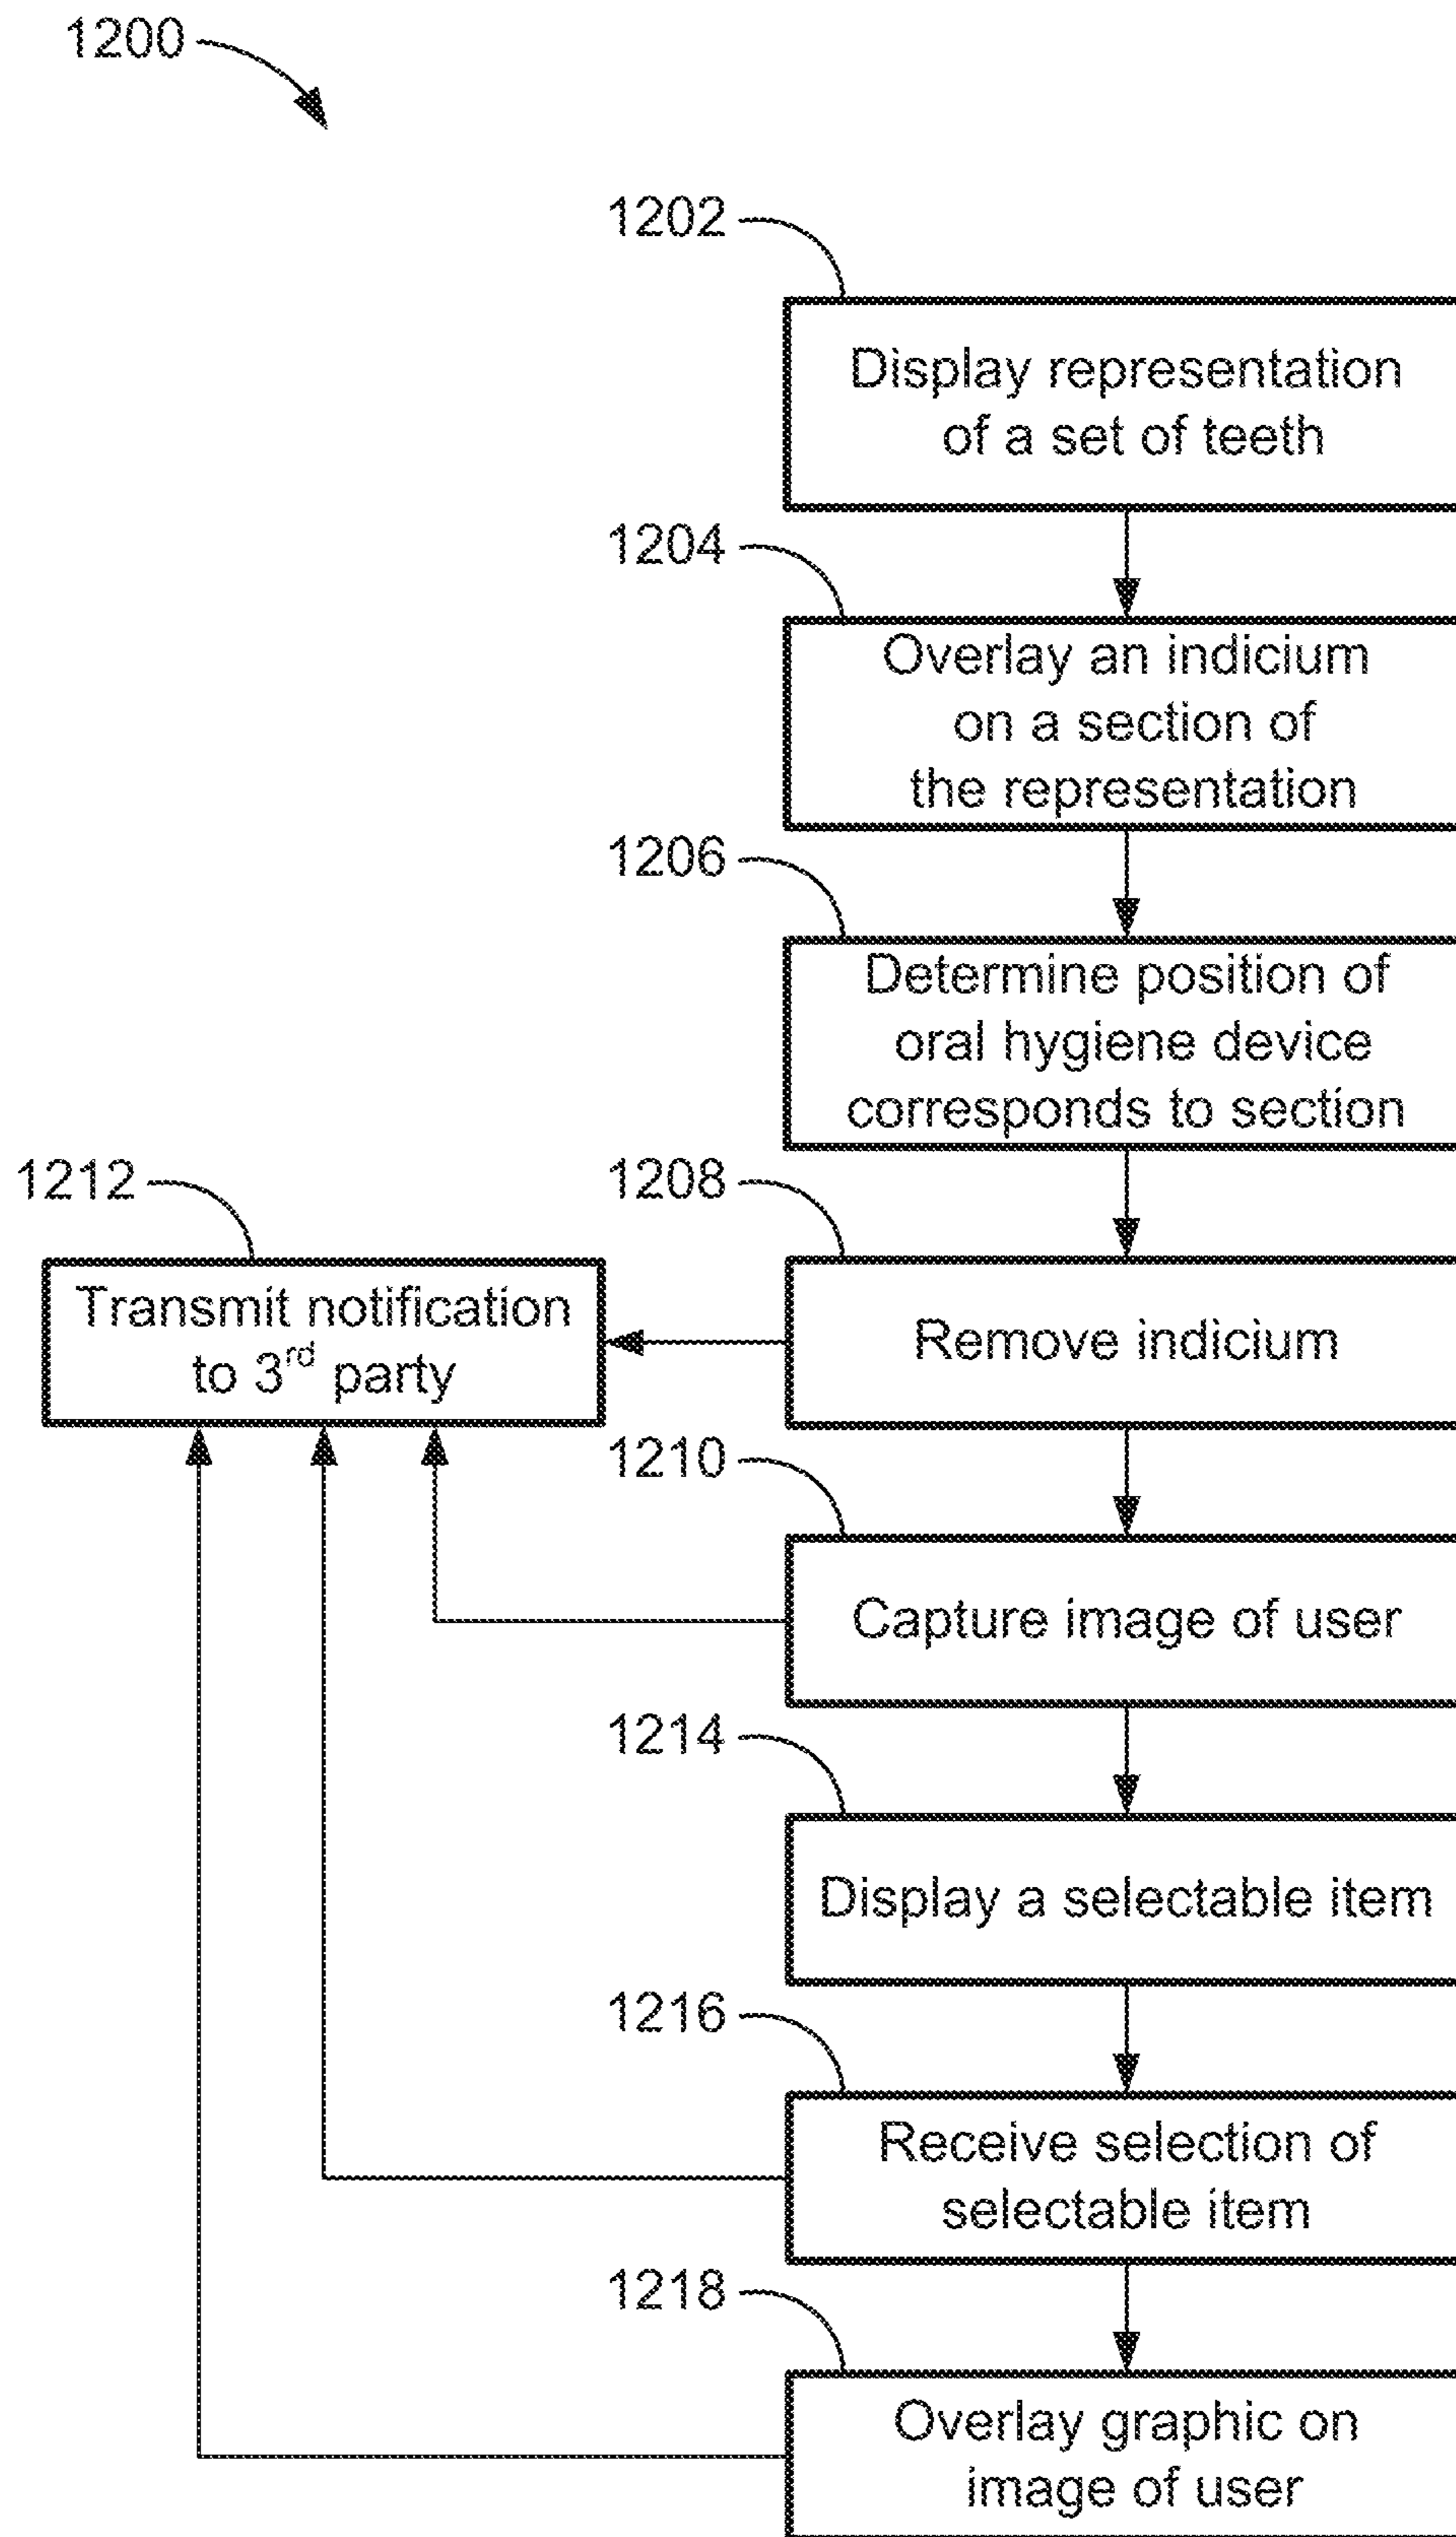 1200
1202
Display representation
of a set of teeth
1204
Overlay an indicium
on a section of
the representation
1206
Determine position of
oral hygiene device
corresponds to section
1212
1208
Transmit notification
to 3rd party
Remove indicium
1210
Capture image of user
1214
Display a selectable item
1216
Receive selection of
selectable item
1218
Overlay graphic on
image of user